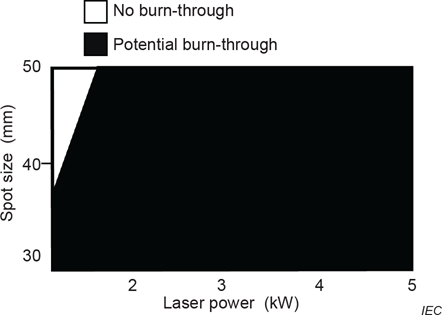 No burn-through
Potential burn-through
50
40
30
Spot size (mm)
2 3 4 5
Laser power (kW)
IEC